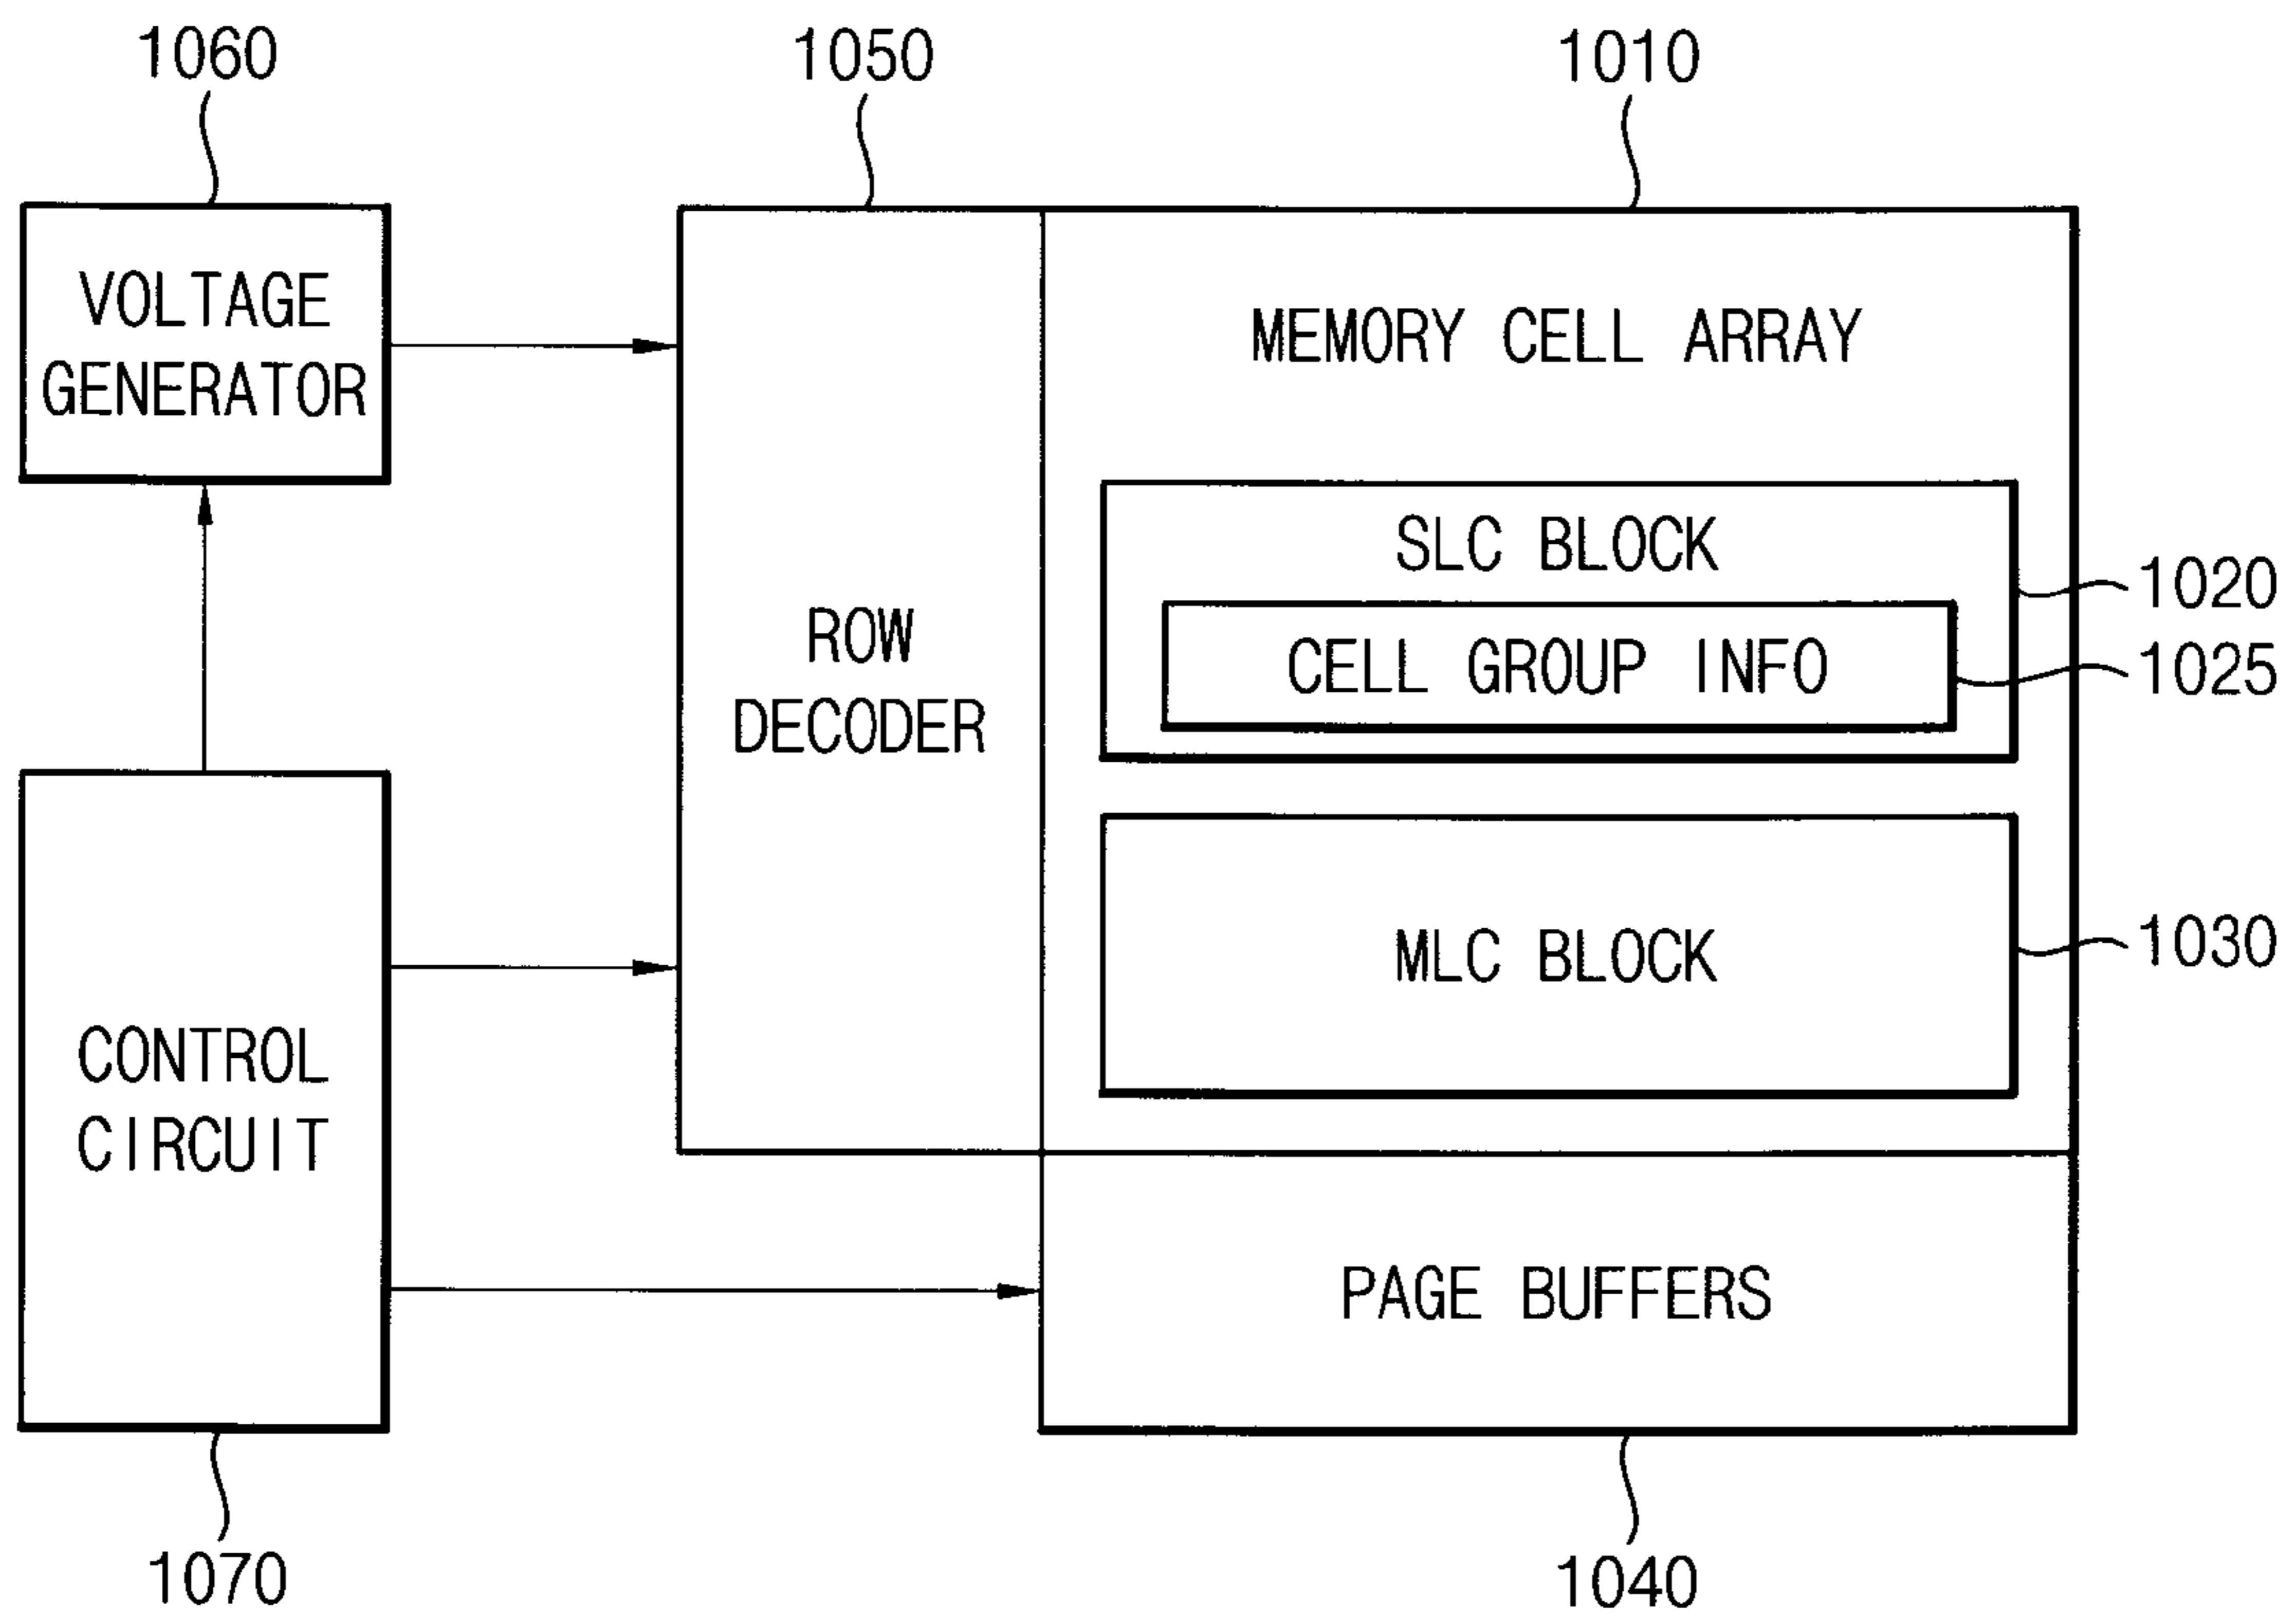 1060
1050
1010
VOLTAGE
GENERATOR
MEMORY CELL ARRAY
SLC BLOCK
1020
CELL GROUP INFO
1025
ROW
DECODER
MLC BLOCK
1030
CONTROL
CIRCUIT
PAGE BUFFERS
1070
1040